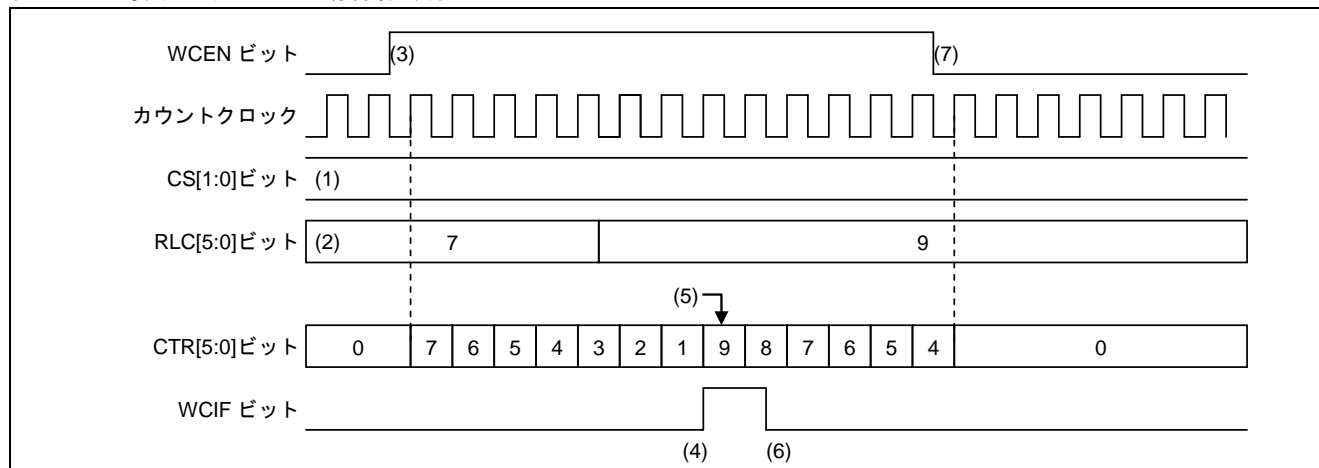 WCEN ビット (3) (7)
カウントクロック
CS[1:0]ビット (1)
RLC[5:0]ビット (2) 7 9
(5)
CTR[5:0]ビット 0 7 6 5 4 3 2 1 9 8 7 6 5 4 0
WCIF ビット
(4) (6)